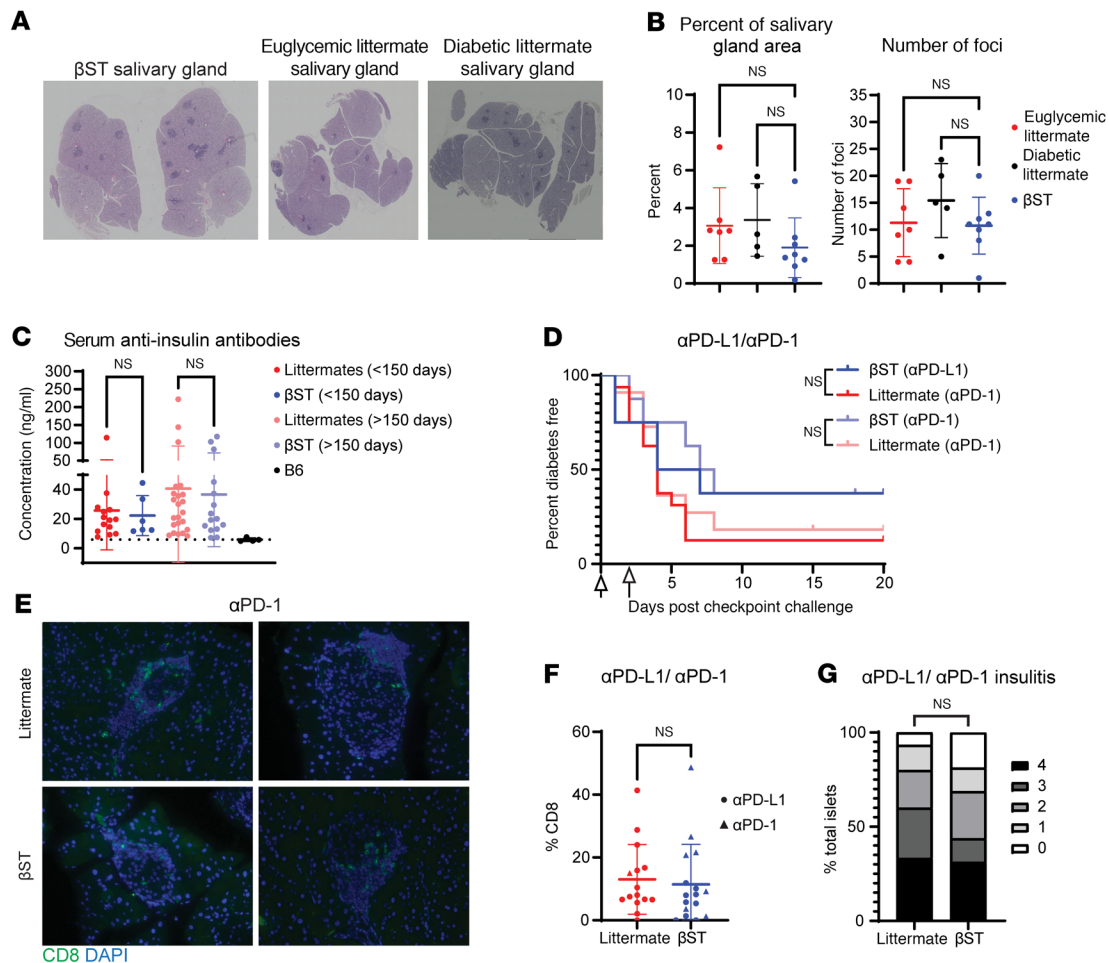 A
βST salivary gland
Euglycemic littermate
salivary gland
Diabetic littermate
salivary gland
B
Percent of salivary
gland area
Number of foci
NS
NS
NS
NS
10
8
6
4
2
0
Percent
35
30
25
20
15
10
5
0
Number of foci
Euglycemic
littermate
Diabetic
littermate
βST
C
Serum anti-insulin antibodies
NS
NS
300
250
200
150
100
50
40
20
0
Concentration (ng/ml)
Littermates (<150 days)
βST (<150 days)
Littermates (>150 days)
βST (>150 days)
B6
D
αPD-L1/αPD-1
100
50
0
Percent diabetes free
5
10
15
20
Days post checkpoint challenge
NS
βST (αPD-L1)
Littermate (αPD-1)
NS
βST (αPD-1)
Littermate (αPD-1)
E
αPD-1
Littermate
βST
CD8 DAPI
F
αPD-L1/ αPD-1
NS
60
40
20
0
% CD8
Littermate
βST
αPD-L1
αPD-1
G
αPD-L1/ αPD-1 insulitis
NS
100
50
0
% total islets
Littermate
βST
4
3
2
1
0